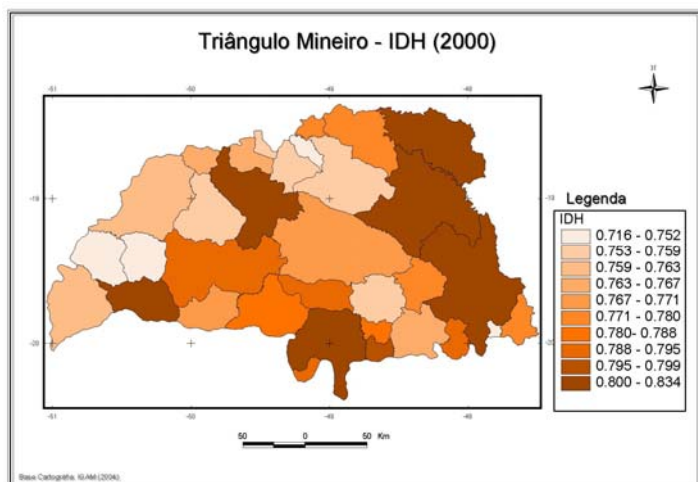 Triângulo Mineiro - IDH (2000)
-51 -50 -49 -48
-19 -19
-20 -20
-51 -50 -49 -48
Legenda
IDH
0.716 - 0.752
0.753 - 0.759
0.759 - 0.763
0.763 - 0.767
0.767 - 0.771
0.771 - 0.780
0.780- 0.788
0.788 - 0.795
0.795 - 0.799
0.800 - 0.834
50 0 50 Km
Base Cartográfia: (2004)